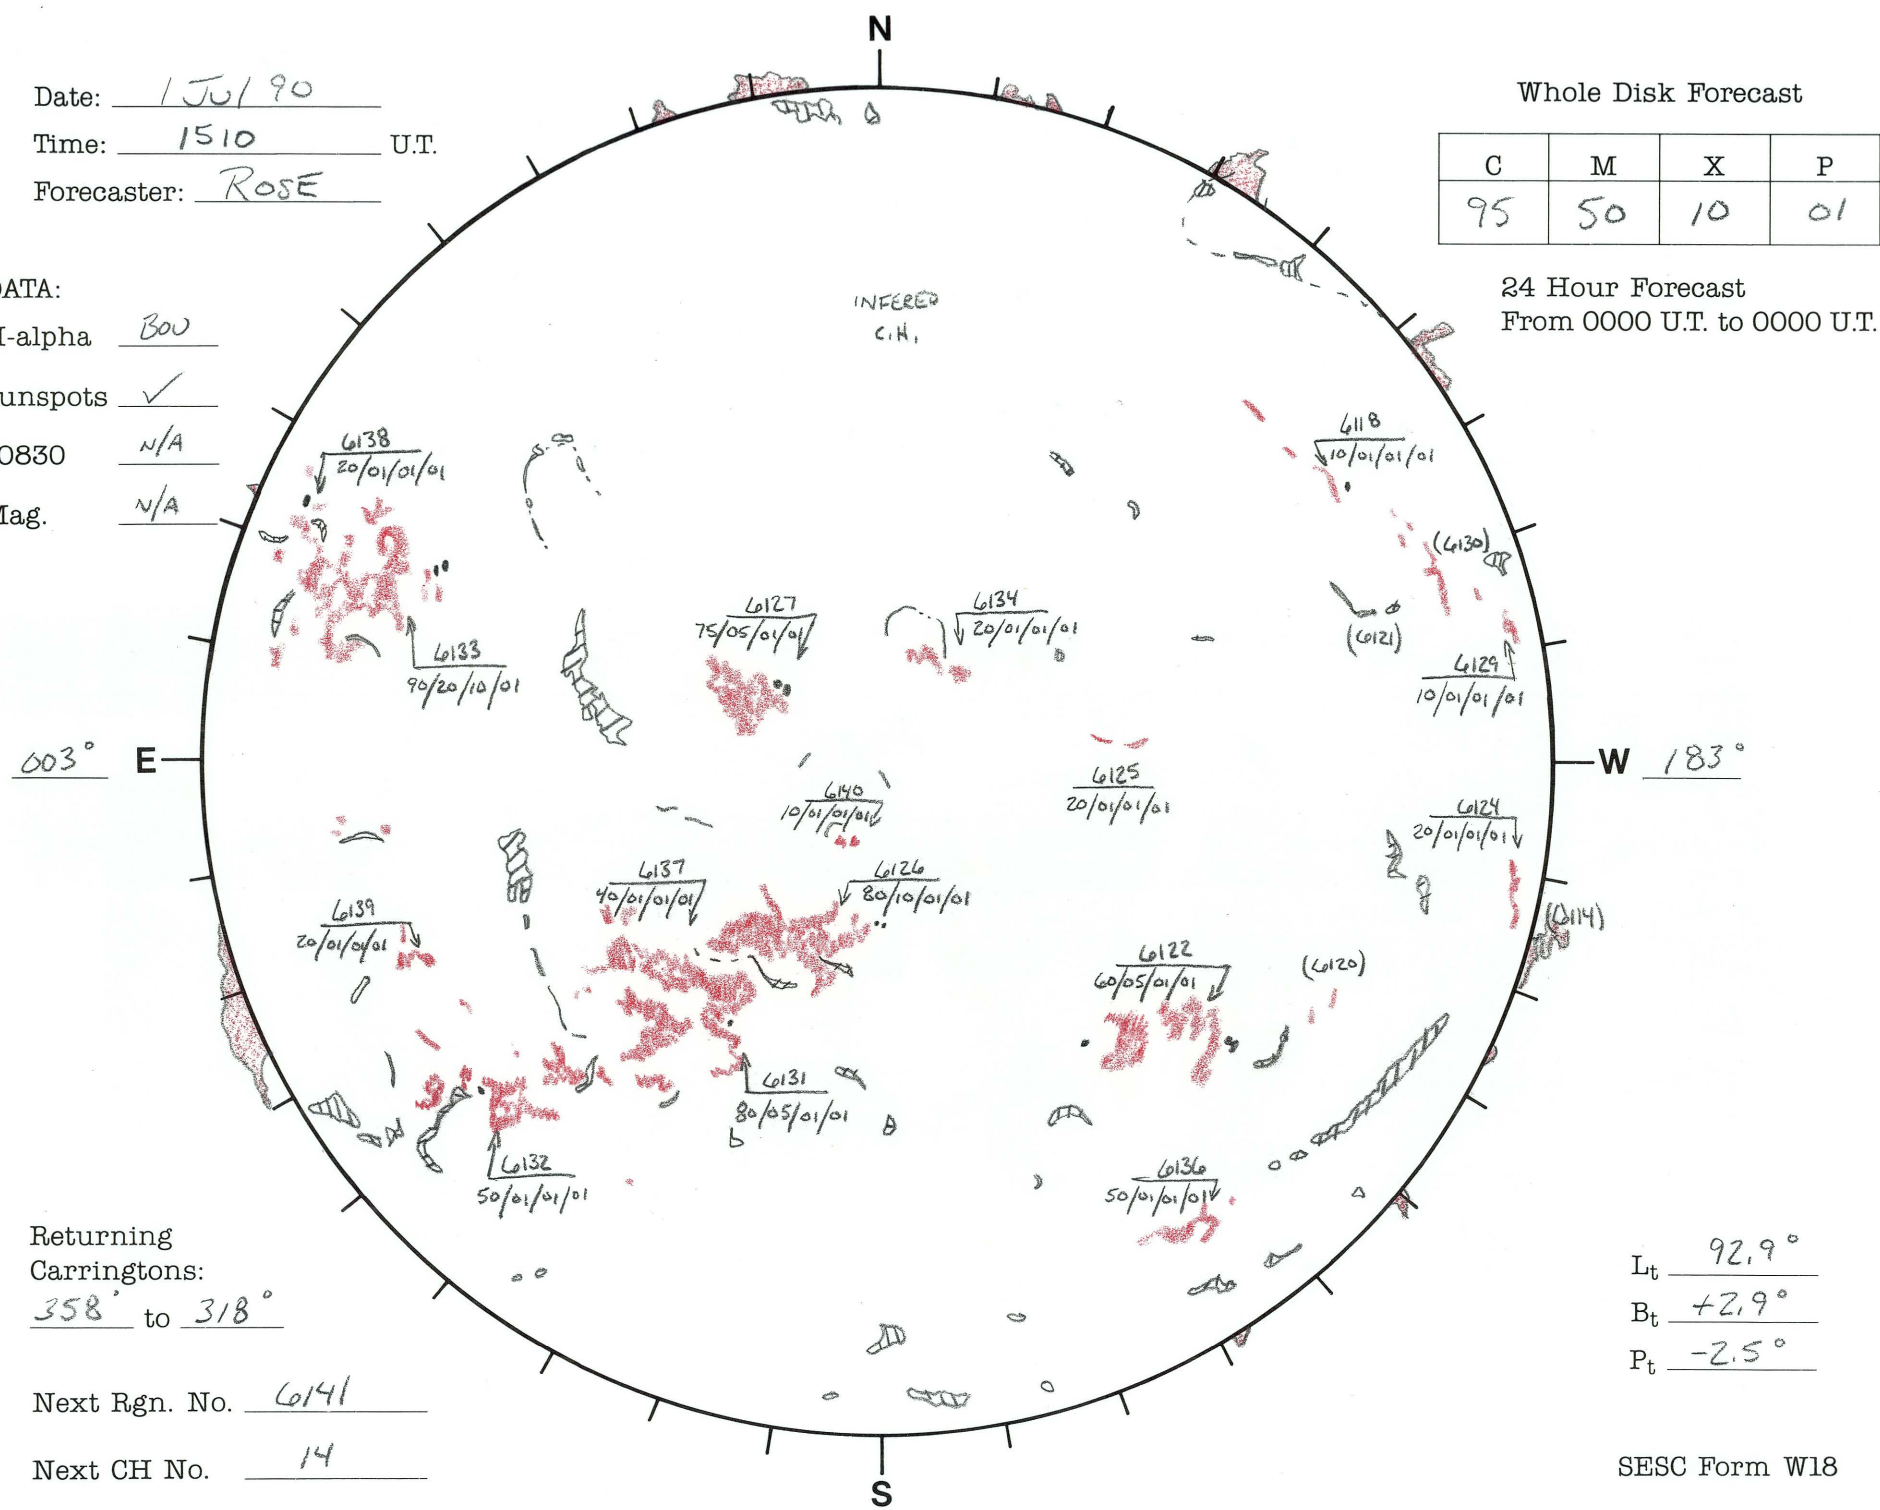 N
Date: 1 Jul 90
Time: 1510 U.T.
Forecaster: ROSE
Whole Disk Forecast
C M X P
95 50 10 01
24 Hour Forecast
From 0000 U.T. to 0000 U.T.
ATA:
-alpha BOU
unspots ✓
0830 N/A
Mag. N/A
INFERED
C.H.
6138
20/01/01/01
6118
10/01/01/01
(6130)
6127
75/05/01/01
6134
20/01/01/01
(6121)
6133
90/20/10/01
6129
10/01/01/01
003° E
W 183°
6125
20/01/01/01
6140
10/01/01/01
6124
20/01/01/01
6137
40/01/01/01
6126
80/10/01/01
6139
20/01/01/01
(6114)
6122
60/05/01/01
(6120)
6131
80/05/01/01
6132
50/01/01/01
6136
50/01/01/01
Returning
Carringtons:
358° to 318°
Lt 92.9°
Bt +2.9°
Pt -2.5°
Next Rgn. No. 6141
Next CH No. 14
SESC Form W18
S